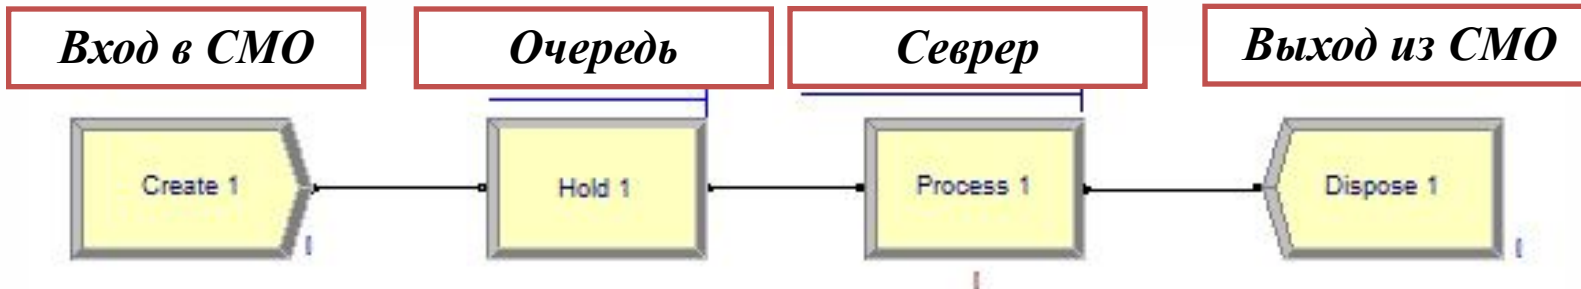 Вход в СМО
Очередь
Севрер
Выход из СМО
Create 1
Hold 1
Process 1
Dispose 1